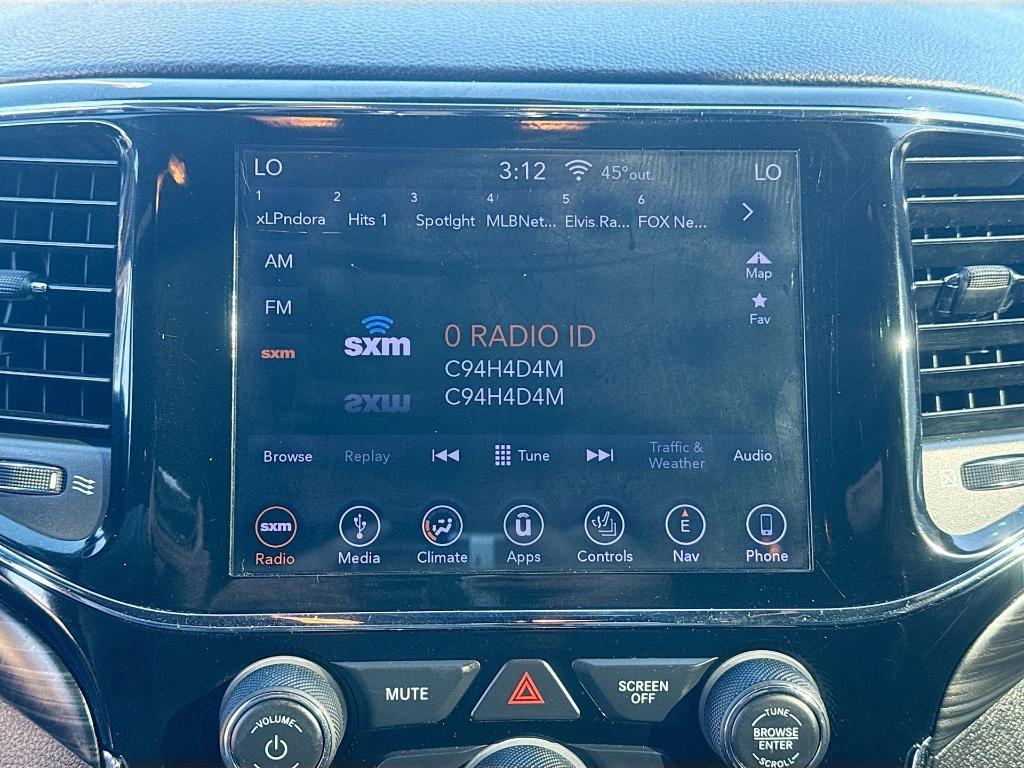 LO 3:12 45°out. LO
1 2 3 4 5 6
xLPndora Hits 1 Spotlght MLBNet... Elvis Ra... FOX Ne...
AM
Map
FM
Fav
sxm
sxm
0 RADIO ID
C94H4D4M
C94H4D4M
Browse Replay Tune Traffic & Weather Audio
sxm E
Radio Media Climate Apps Controls Nav Phone
MUTE
SCREEN
OFF
VOLUME
TUNE
BROWSE
ENTER
SCROLL